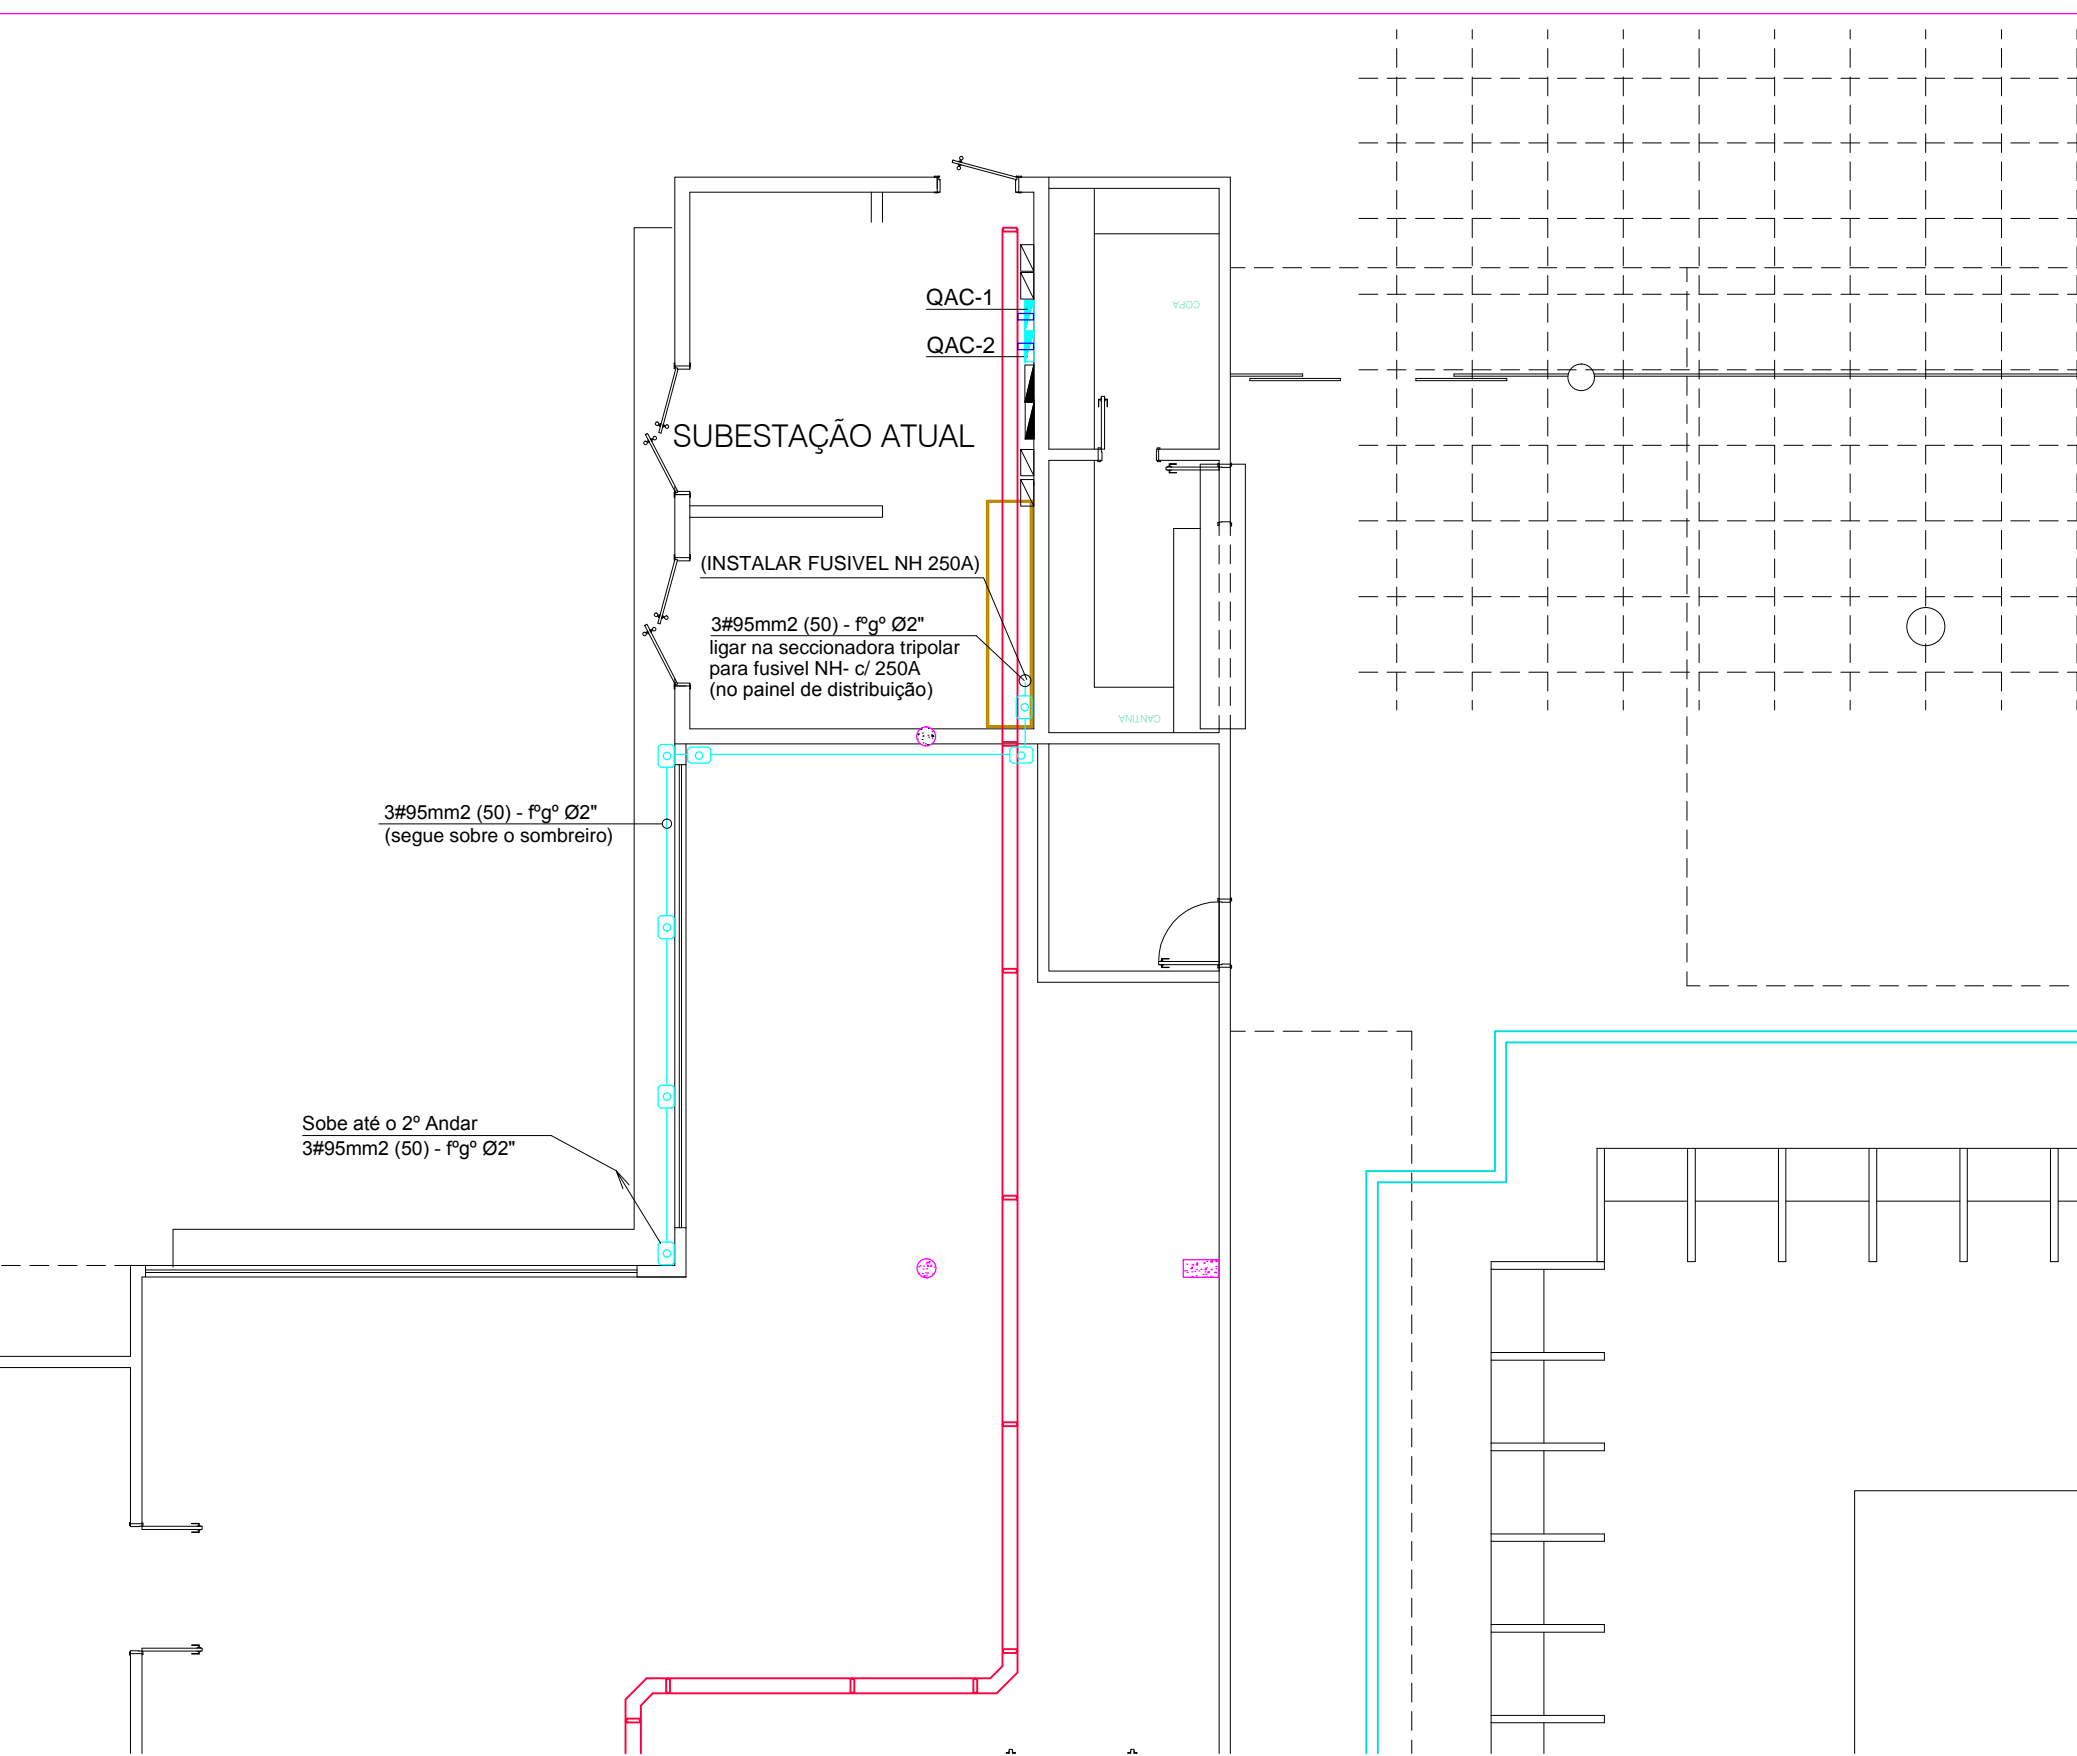 QAC-1
COPA
QAC-2
SUBESTAÇÃO ATUAL
(INSTALAR FUSIVEL NH 250A)
3#95mm2 (50) - fºgº Ø2"
ligar na seccionadora tripolar
para fusivel NH- c/ 250A
(no painel de distribuição)
CANTINA
3#95mm2 (50) - fºgº Ø2"
(segue sobre o sombreiro)
Sobe até o 2º Andar
3#95mm2 (50) - fºgº Ø2"